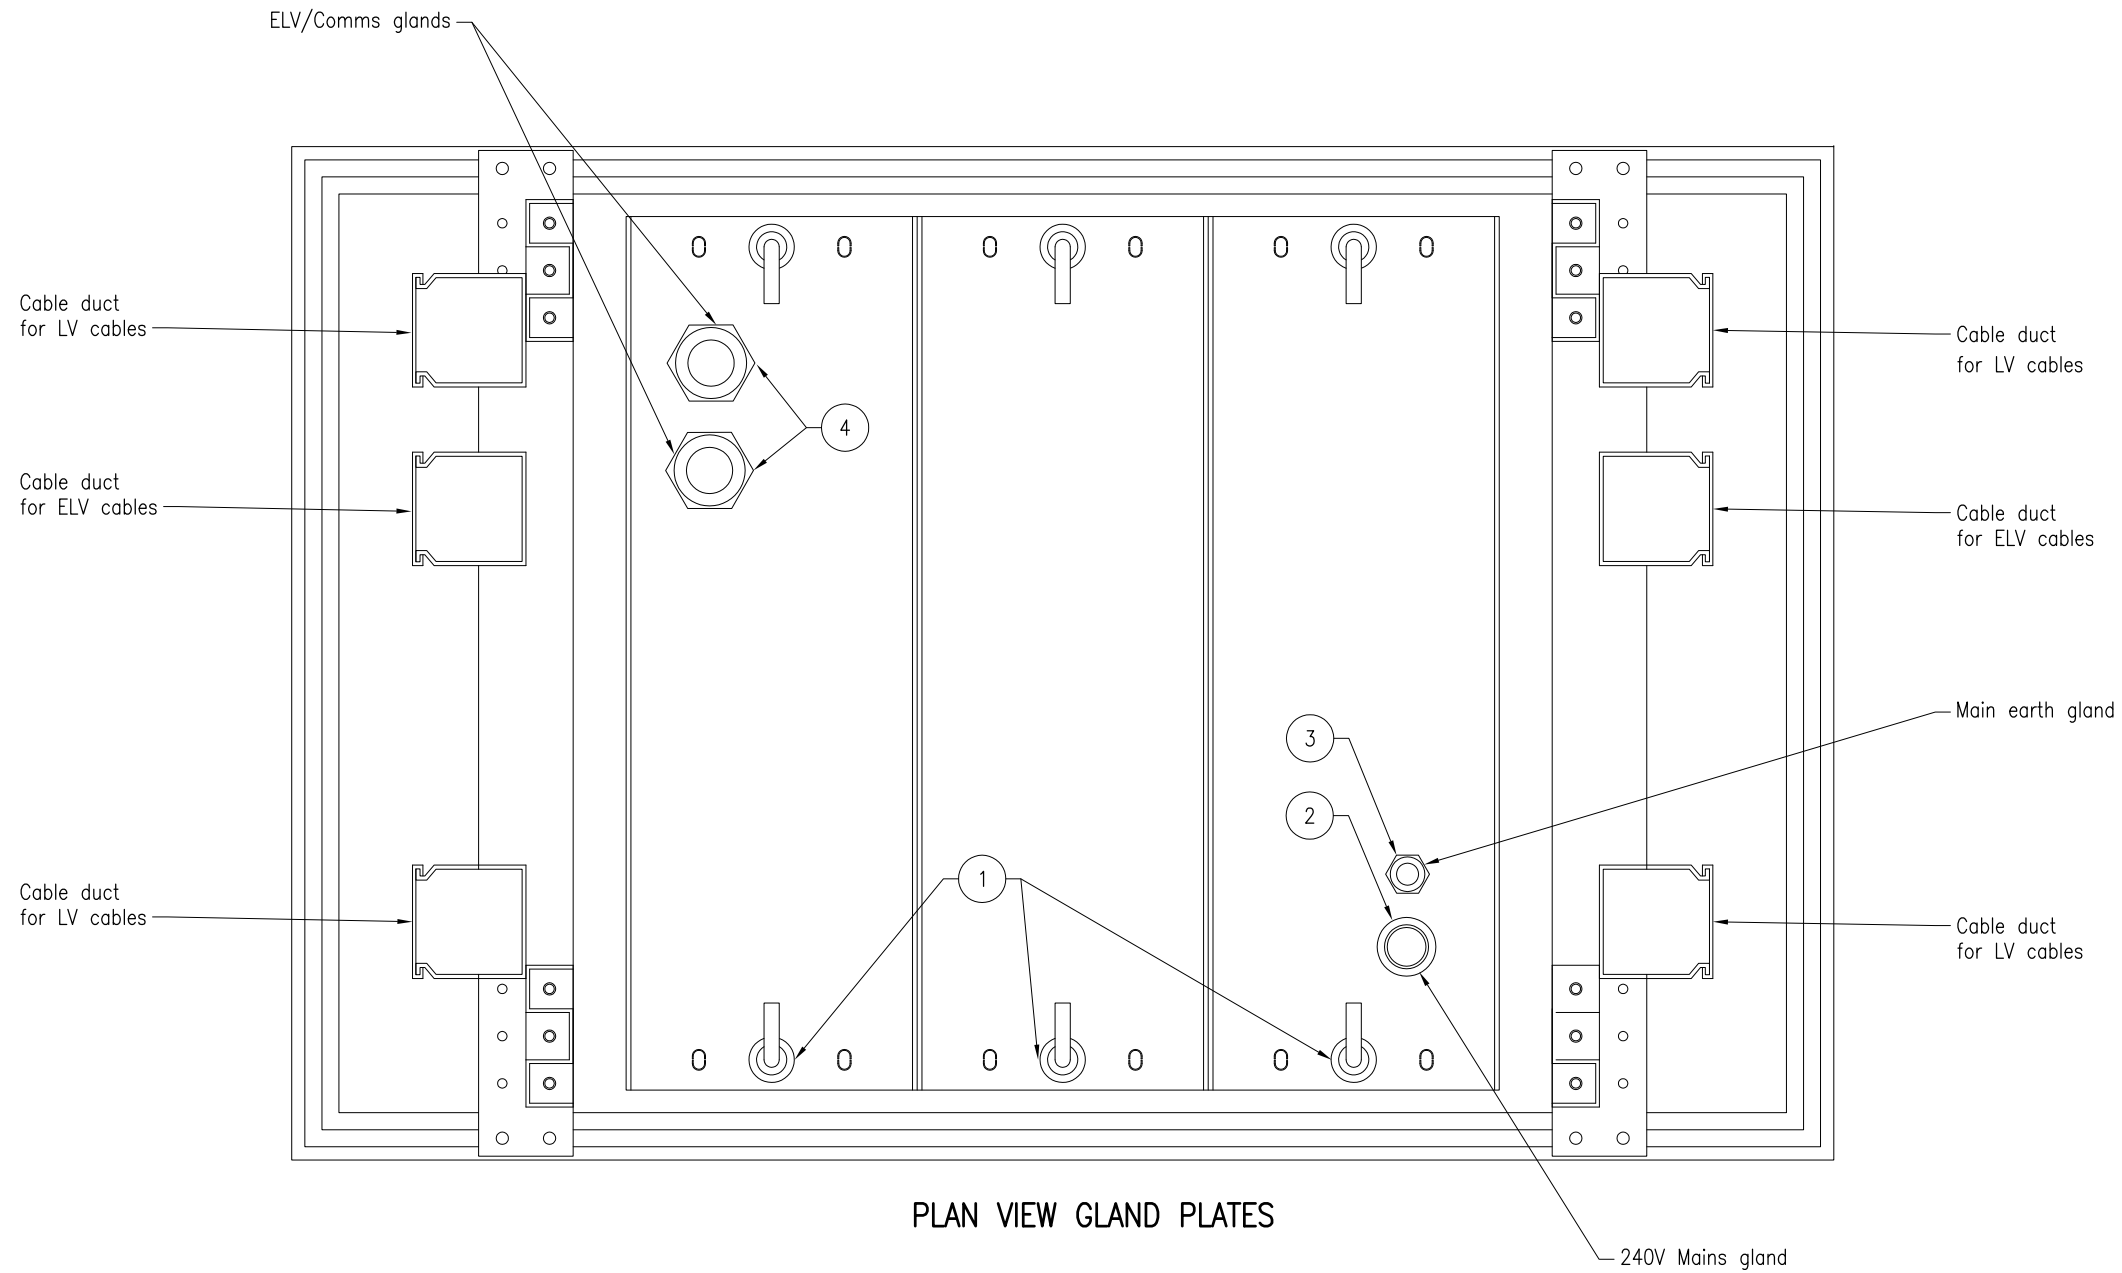 ELV/Comms glands
Cable duct
for LV cables
Cable duct
for LV cables
4
Cable duct
for ELV cables
Cable duct
for ELV cables
Main earth gland
3
2
1
Cable duct
for LV cables
Cable duct
for LV cables
PLAN VIEW GLAND PLATES
240V Mains gland